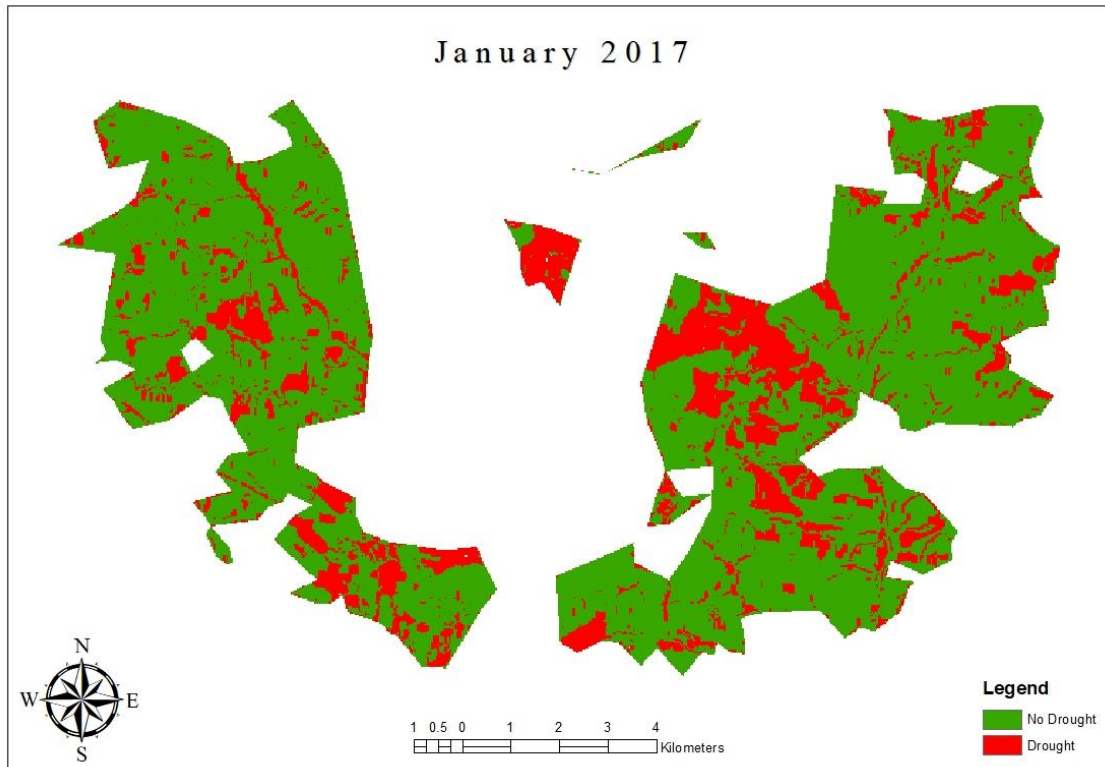 January 2017
N
W E
S
1 0.5 0 1 2 3 4
Kilometers
Legend
No Drought
Drought